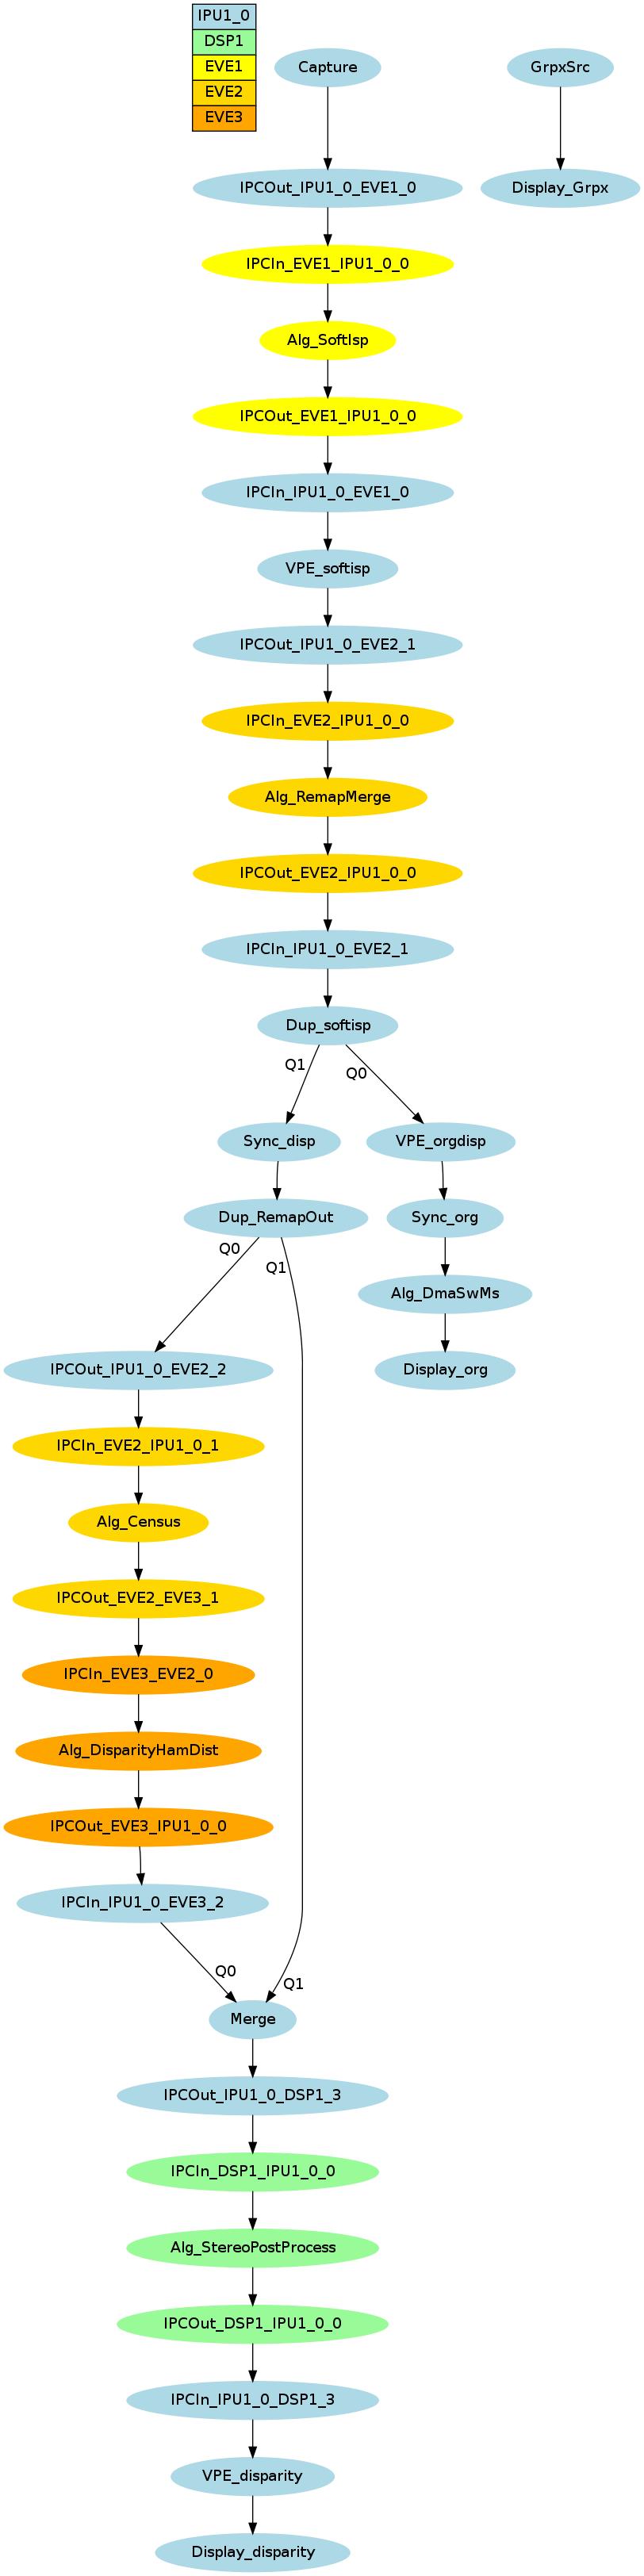 IPU1_0
DSP1
EVE1
EVE2
EVE3
Capture
GrpxSrc
IPCOut_IPU1_0_EVE1_0
Display_Grpx
IPCIn_EVE1_IPU1_0_0
Alg_SoftIsp
IPCOut_EVE1_IPU1_0_0
IPCIn_IPU1_0_EVE1_0
VPE_softisp
IPCOut_IPU1_0_EVE2_1
IPCIn_EVE2_IPU1_0_0
Alg_RemapMerge
IPCOut_EVE2_IPU1_0_0
IPCIn_IPU1_0_EVE2_1
Dup_softisp
Q1
Q0
Sync_disp
VPE_orgdisp
Dup_RemapOut
Sync_org
Q0
Q1
Alg_DmaSwMs
IPCOut_IPU1_0_EVE2_2
Display_org
IPCIn_EVE2_IPU1_0_1
Alg_Census
IPCOut_EVE2_EVE3_1
IPCIn_EVE3_EVE2_0
Alg_DisparityHamDist
IPCOut_EVE3_IPU1_0_0
IPCIn_IPU1_0_EVE3_2
Q0
Q1
Merge
IPCOut_IPU1_0_DSP1_3
IPCIn_DSP1_IPU1_0_0
Alg_StereoPostProcess
IPCOut_DSP1_IPU1_0_0
IPCIn_IPU1_0_DSP1_3
VPE_disparity
Display_disparity